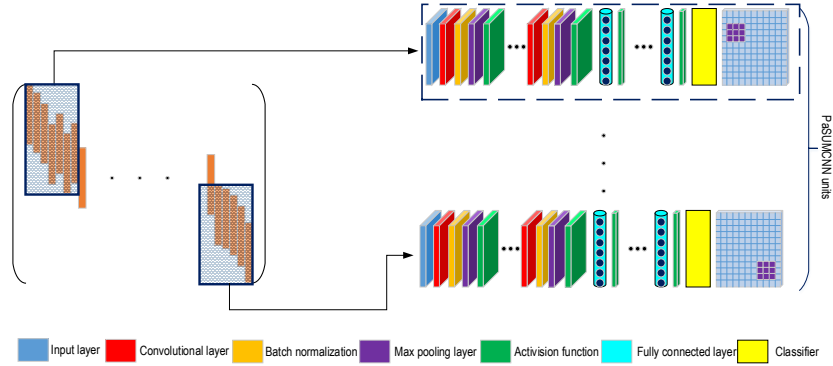 PaSUMCNN units
Input layer
Convolutional layer
Batch normalization
Max pooling layer
Activision function
Fully connected layer
Classifier